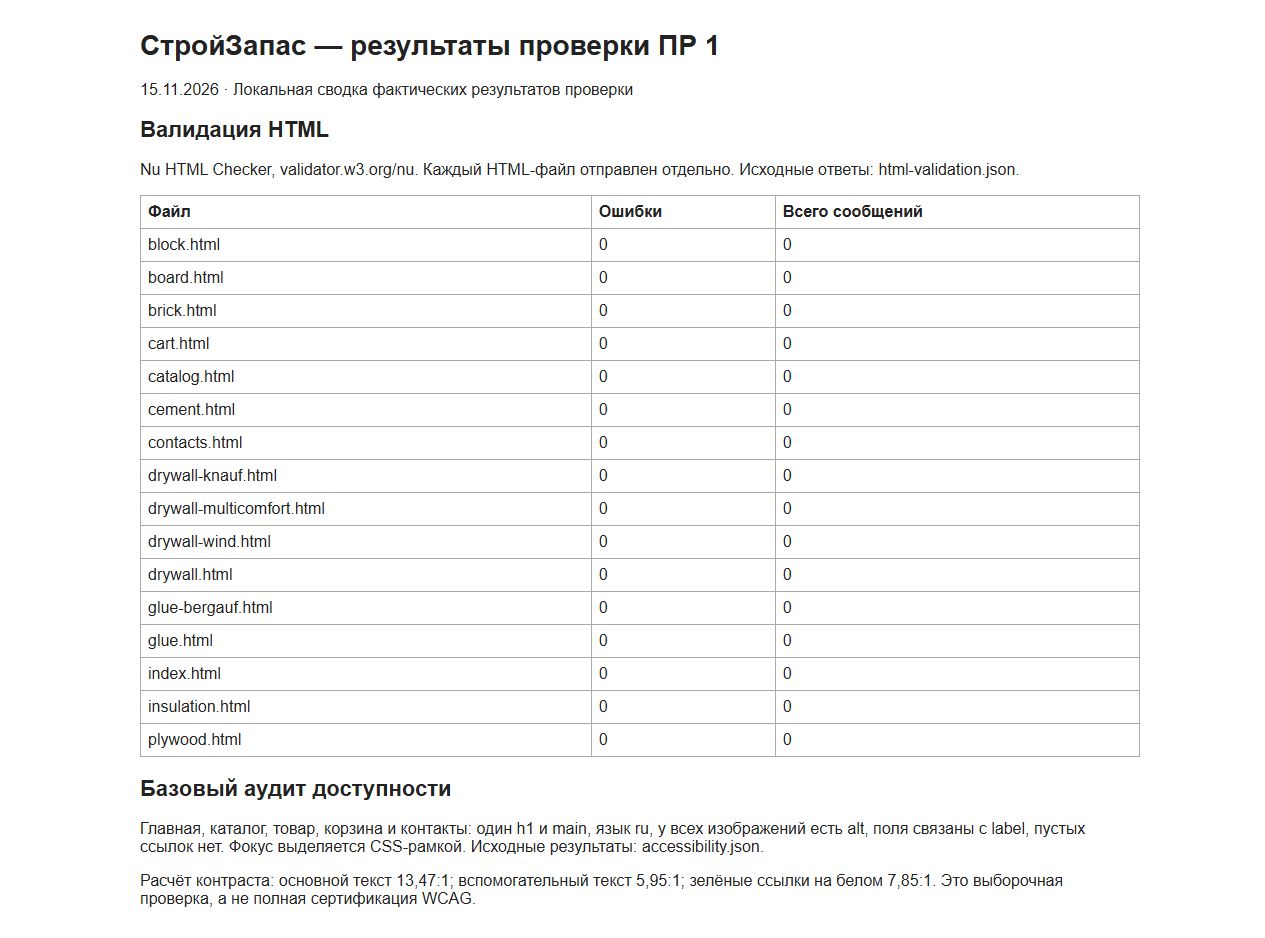 СтройЗапас — результаты проверки ПР 1
15.11.2026 · Локальная сводка фактических результатов проверки
Валидация HTML
Nu HTML Checker, validator.w3.org/nu. Каждый HTML-файл отправлен отдельно. Исходные ответы: html-validation.json.
Файл Ошибки Всего сообщений
block.html 0 0
board.html 0 0
brick.html 0 0
cart.html 0 0
catalog.html 0 0
cement.html 0 0
contacts.html 0 0
drywall-knauf.html 0 0
drywall-multicomfort.html 0 0
drywall-wind.html 0 0
drywall.html 0 0
glue-bergauf.html 0 0
glue.html 0 0
index.html 0 0
insulation.html 0 0
plywood.html 0 0
Базовый аудит доступности
Главная, каталог, товар, корзина и контакты: один h1 и main, язык ru, у всех изображений есть alt, поля связаны с label, пустых
ссылок нет. Фокус выделяется CSS-рамкой. Исходные результаты: accessibility.json.
Расчёт контраста: основной текст 13,47:1; вспомогательный текст 5,95:1; зелёные ссылки на белом 7,85:1. Это выборочная
проверка, а не полная сертификация WCAG.